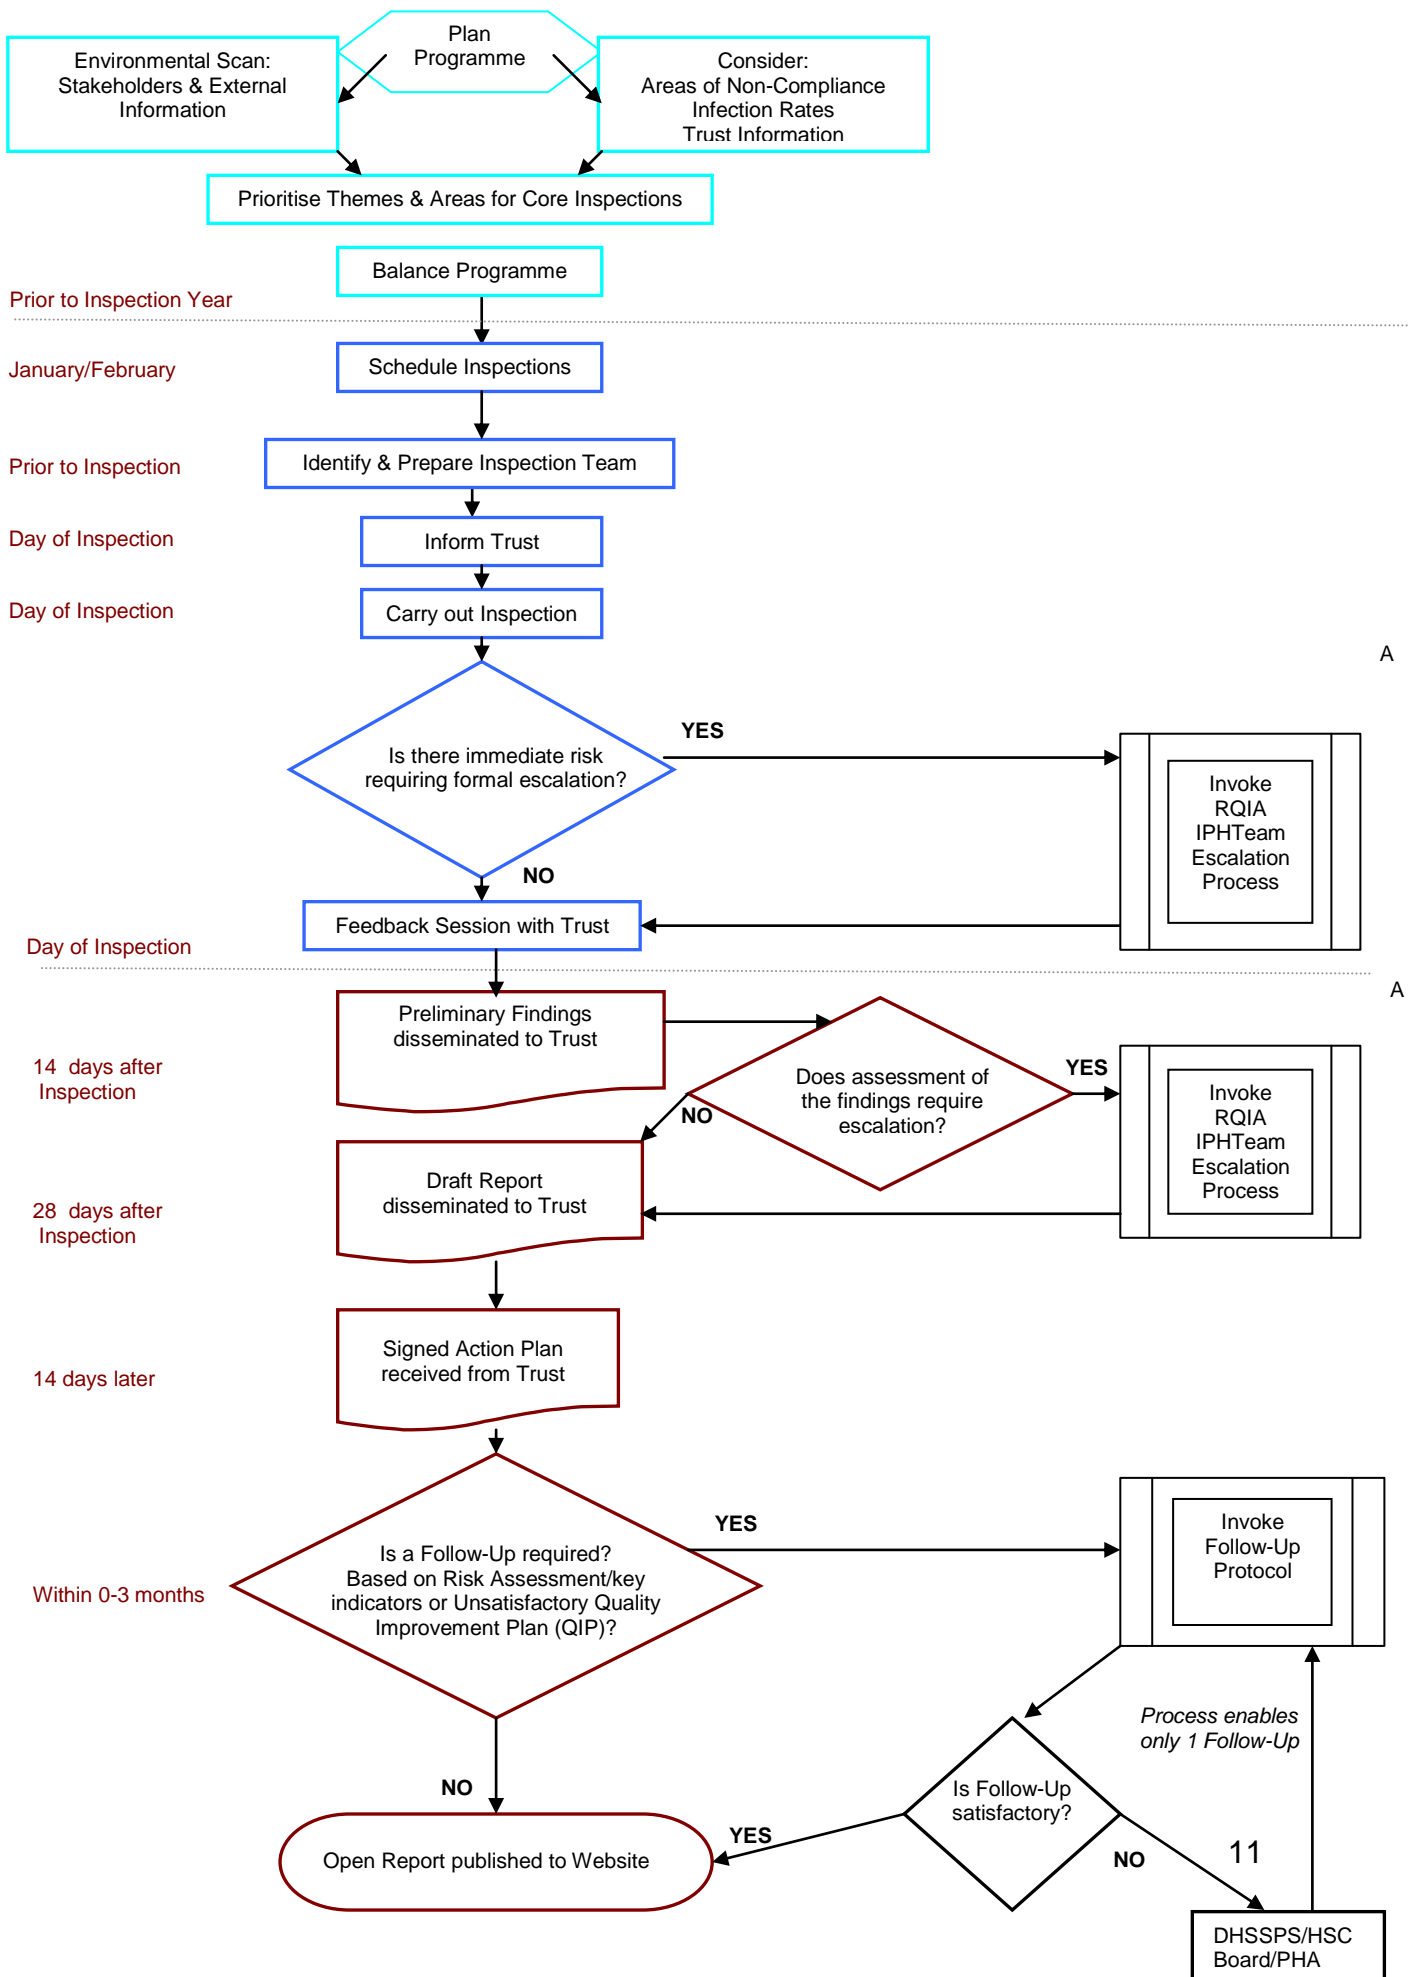 Plan
Programme
Environmental Scan:
Stakeholders & External
Information
Consider:
Areas of Non-Compliance
Infection Rates
Trust Information
Prioritise Themes & Areas for Core Inspections
Balance Programme
Prior to Inspection Year
January/February
Schedule Inspections
Prior to Inspection
Identify & Prepare Inspection Team
Day of Inspection
Inform Trust
Day of Inspection
Carry out Inspection
A
Is there immediate risk
requiring formal escalation?
YES
Invoke
RQIA
IPHTeam
Escalation
Process
NO
Feedback Session with Trust
Day of Inspection
A
Preliminary Findings
disseminated to Trust
14 days after
Inspection
Does assessment of
the findings require
escalation?
YES
NO
Invoke
RQIA
IPHTeam
Escalation
Process
Draft Report
disseminated to Trust
28 days after
Inspection
Signed Action Plan
received from Trust
14 days later
Is a Follow-Up required?
Based on Risk Assessment/key
indicators or Unsatisfactory Quality
Improvement Plan (QIP)?
Within 0-3 months
YES
Invoke
Follow-Up
Protocol
Process enables
only 1 Follow-Up
NO
Is Follow-Up
satisfactory?
YES
NO
11
Open Report published to Website
DHSSPS/HSC
Board/PHA